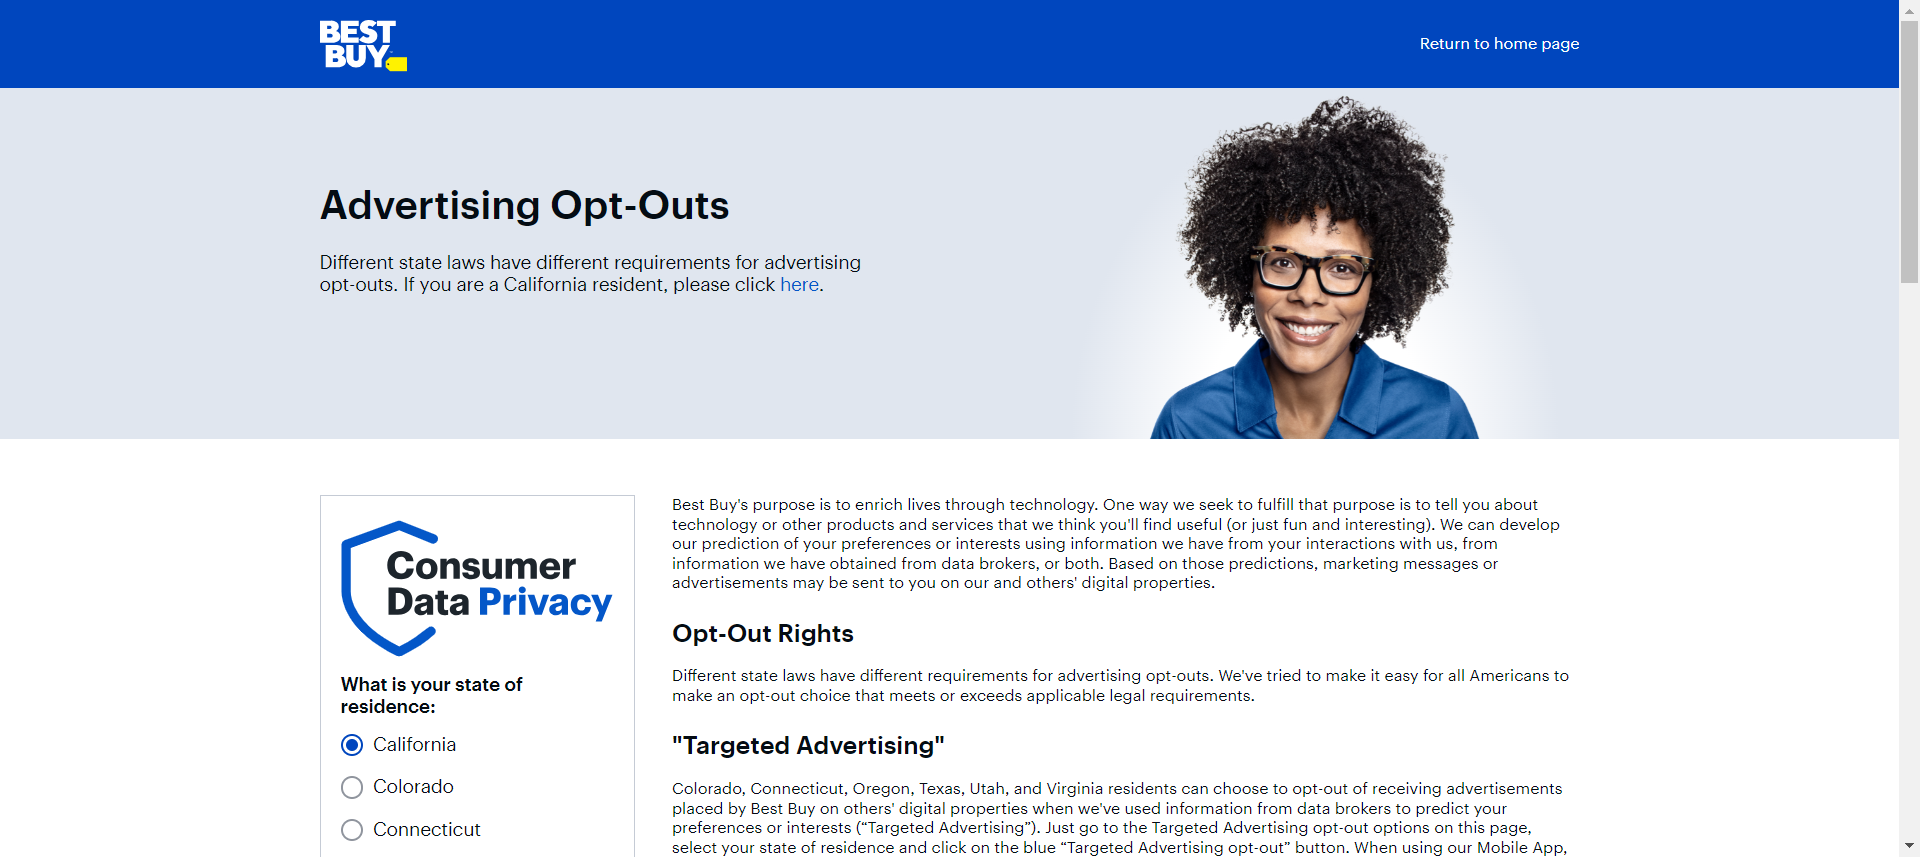 BEST
BUY
Return to home page
Advertising Opt-Outs
Different state laws have different requirements for advertising
opt-outs. If you are a California resident, please click here.
Consumer
Data Privacy
What is your state of
residence:
California
Colorado
Connecticut
Best Buy's purpose is to enrich lives through technology. One way we seek to fulfill that purpose is to tell you about
technology or other products and services that we think you'll find useful (or just fun and interesting). We can develop
our prediction of your preferences or interests using information we have from your interactions with us, from
information we have obtained from data brokers, or both. Based on those predictions, marketing messages or
advertisements may be sent to you on our and others' digital properties.
Opt-Out Rights
Different state laws have different requirements for advertising opt-outs. We've tried to make it easy for all Americans to
make an opt-out choice that meets or exceeds applicable legal requirements.
"Targeted Advertising"
Colorado, Connecticut, Oregon, Texas, Utah, and Virginia residents can choose to opt-out of receiving advertisements
placed by Best Buy on others' digital properties when we've used information from data brokers to predict your
preferences or interests (“Targeted Advertising”). Just go to the Targeted Advertising opt-out options on this page,
select your state of residence and click on the blue “Targeted Advertising opt-out” button. When using our Mobile App,